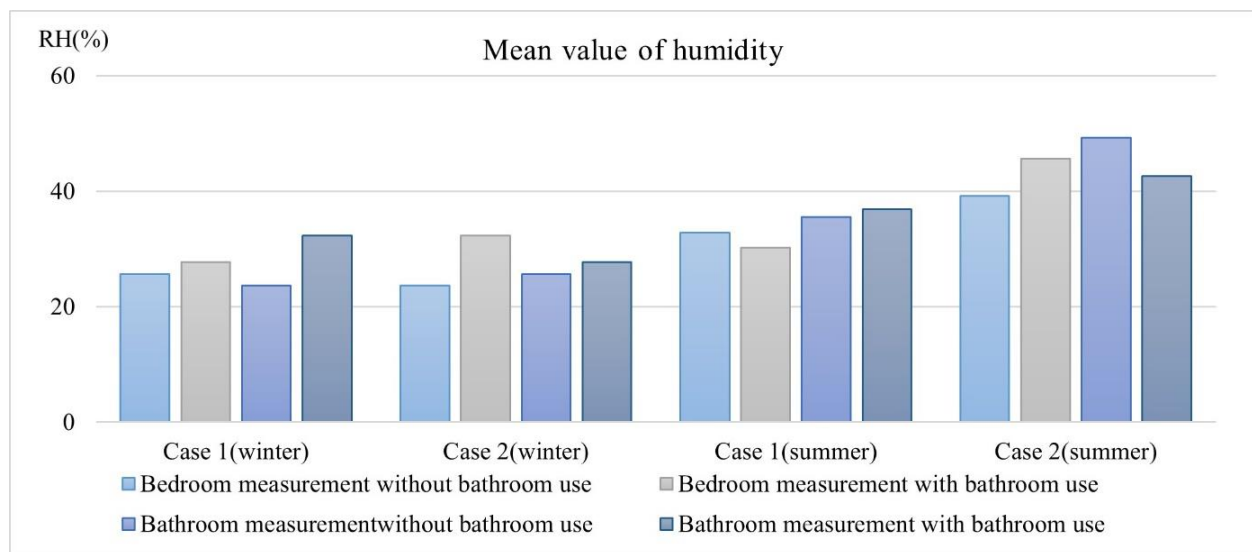 RH(%)
Mean value of humidity
60
40
20
0
Case 1(winter) Case 2(winter) Case 1(summer) Case 2(summer)
Bedroom measurement without bathroom use Bedroom measurement with bathroom use
Bathroom measurementwithout bathroom use Bathroom measurement with bathroom use